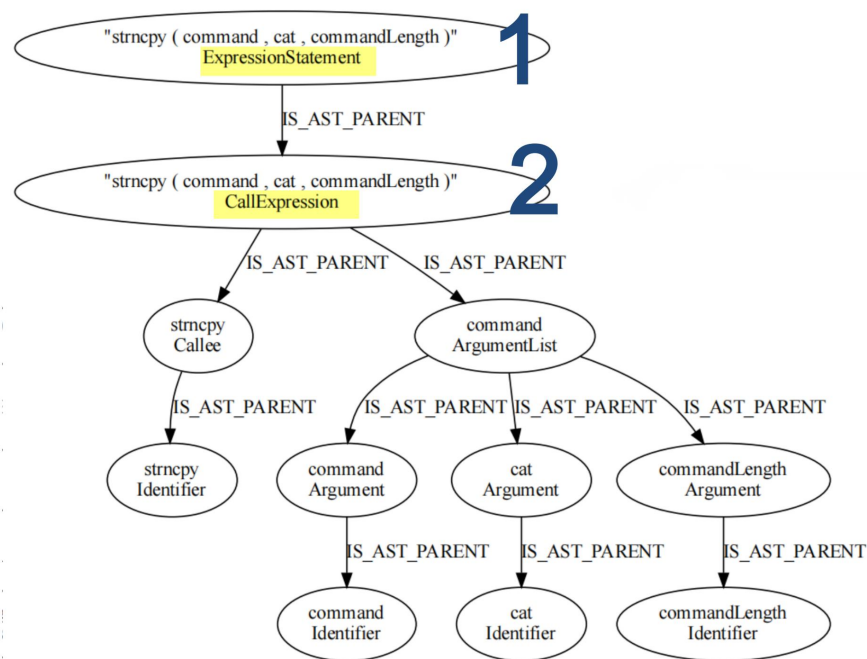 "strncpy ( command , cat , commandLength )"
ExpressionStatement
1
IS_AST_PARENT
"strncpy ( command , cat , commandLength )"
CallExpression
2
IS_AST_PARENT
IS_AST_PARENT
strncpy
Callee
command
ArgumentList
IS_AST_PARENT
IS_AST_PARENT
IS_AST_PARENT
IS_AST_PARENT
strncpy
Identifier
command
Argument
cat
Argument
commandLength
Argument
IS_AST_PARENT
IS_AST_PARENT
IS_AST_PARENT
command
Identifier
cat
Identifier
commandLength
Identifier